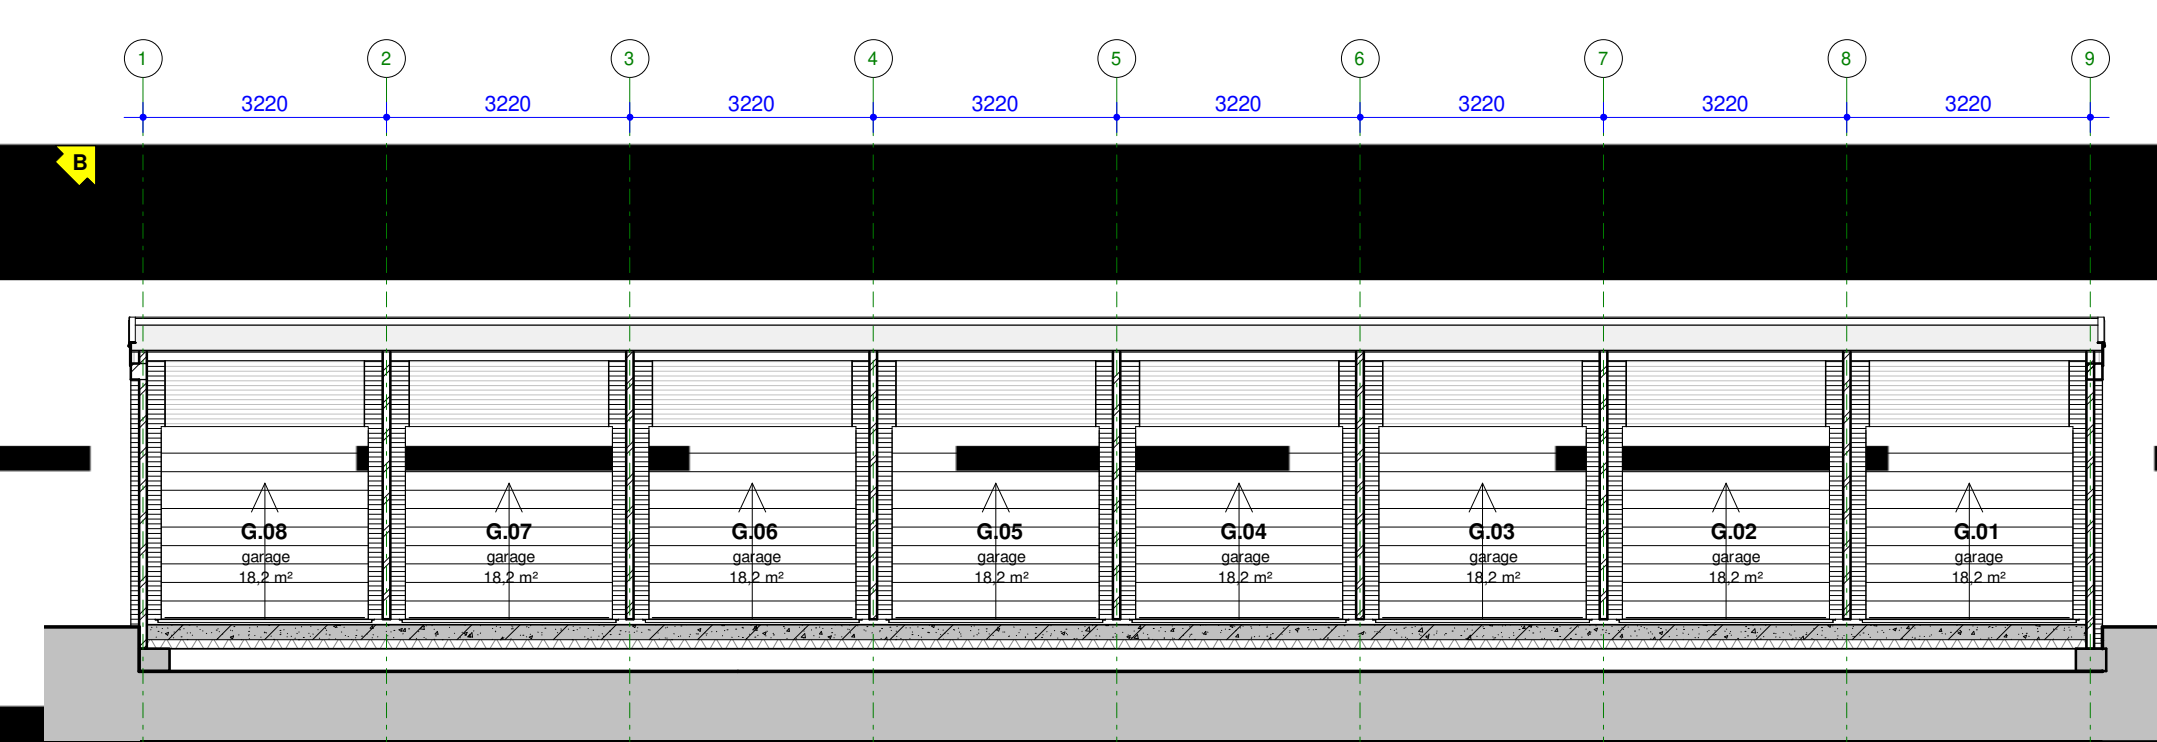 1 2 3 4 5 6 7 8 9
3220 3220 3220 3220 3220 3220 3220 3220
B
G.08 G.07 G.06 G.05 G.04 G.03 G.02 G.01
garage garage garage garage garage garage garage garage
18,2 m² 18,2 m² 18,2 m² 18,2 m² 18,2 m² 18,2 m² 18,2 m² 18,2 m²